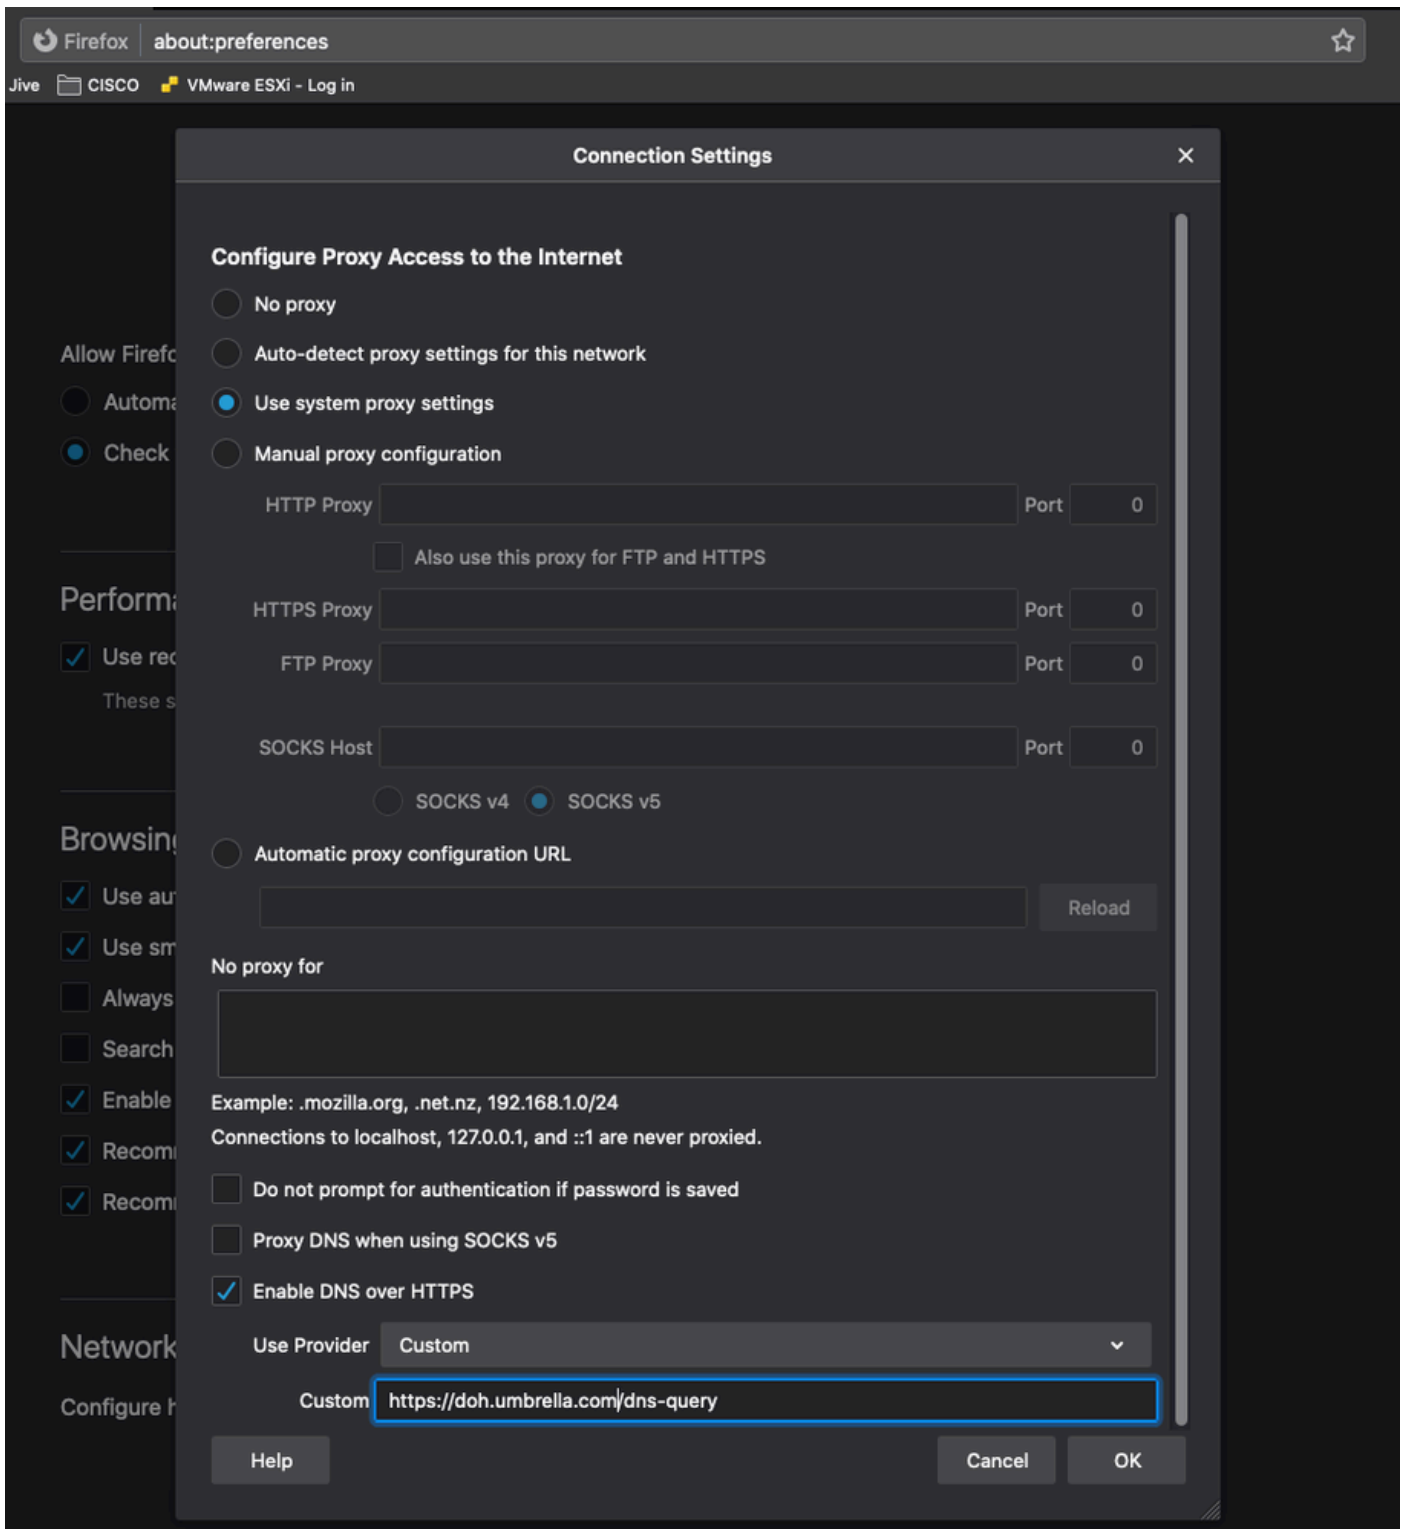 Firefox about:preferences
Jive CISCO VMware ESXi - Log in
Connection Settings
Configure Proxy Access to the Internet
No proxy
Allow Firefo
Auto-detect proxy settings for this network
Automa
Use system proxy settings
Check
Manual proxy configuration
HTTP Proxy Port 0
Also use this proxy for FTP and HTTPS
Performa
HTTPS Proxy Port 0
Use rec
FTP Proxy Port 0
These s
SOCKS Host Port 0
SOCKS v4 SOCKS v5
Browsing
Automatic proxy configuration URL
Use aut
Reload
Use sm
No proxy for
Always
Search
Enable
Example: .mozilla.org, .net.nz, 192.168.1.0/24
Connections to localhost, 127.0.0.1, and ::1 are never proxied.
Recomm
Do not prompt for authentication if password is saved
Recomm
Proxy DNS when using SOCKS v5
Enable DNS over HTTPS
Network
Use Provider Custom
Configure h
Custom https://doh.umbrella.com/dns-query
Help Cancel OK